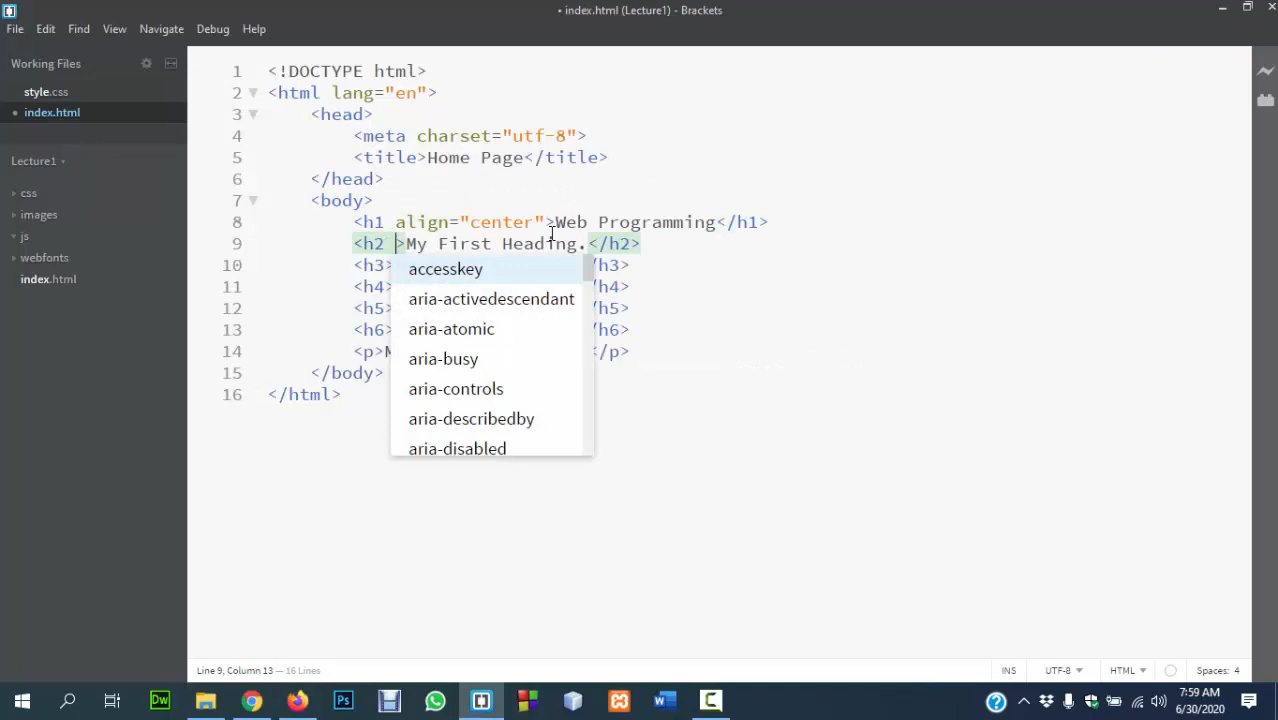 • index.html (Lecture1) - Brackets
File Edit Find View Navigate Debug Help
Working Files
style.css
• index.html
Lecture1
css
images
js
webfonts
index.html
1 <!DOCTYPE html>
2 <html lang="en">
3 <head>
4 <meta charset="utf-8">
5 <title>Home Page</title>
6 </head>
7 <body>
8 <h1 align="center">Web Programming</h1>
9 <h2 >My First Heading.</h2>
10 <h3> /h3>
11 <h4> /h4>
12 <h5> /h5>
13 <h6> /h6>
14 <p>M /p>
15 </body>
16 </html>
accesskey
aria-activedescendant
aria-atomic
aria-busy
aria-controls
aria-describedby
aria-disabled
Line 9, Column 13 — 16 Lines
INS UTF-8 HTML Spaces: 4
Dw Ps W C
7:59 AM
6/30/2020